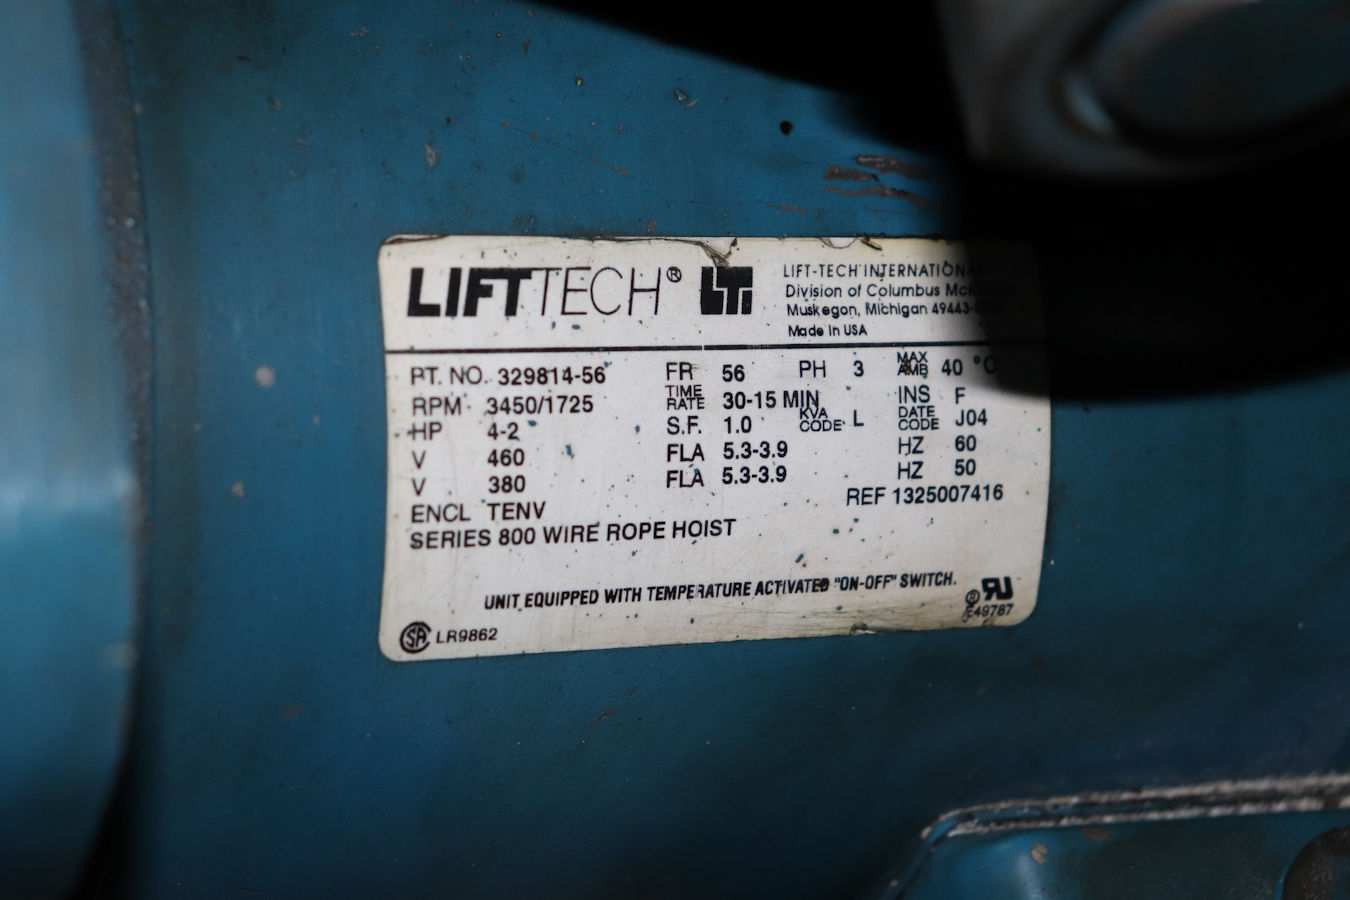 LIFTTECH® LTI
LIFT-TECH INTERNATIONAL
Division of Columbus McKinnon
Muskegon, Michigan 49443-
Made in USA
PT. NO. 329814-56 FR 56 PH 3 MAX AMB 40 °C
RPM 3450/1725 TIME RATE 30-15 MIN INS F
HP 4-2 S.F. 1.0 KVA CODE L DATE CODE J04
V 460 FLA 5.3-3.9 HZ 60
V 380 FLA 5.3-3.9 HZ 50
ENCL TENV REF 1325007416
SERIES 800 WIRE ROPE HOIST
UNIT EQUIPPED WITH TEMPERATURE ACTIVATED "ON-OFF" SWITCH.
SA LR9862
® RU
E49787